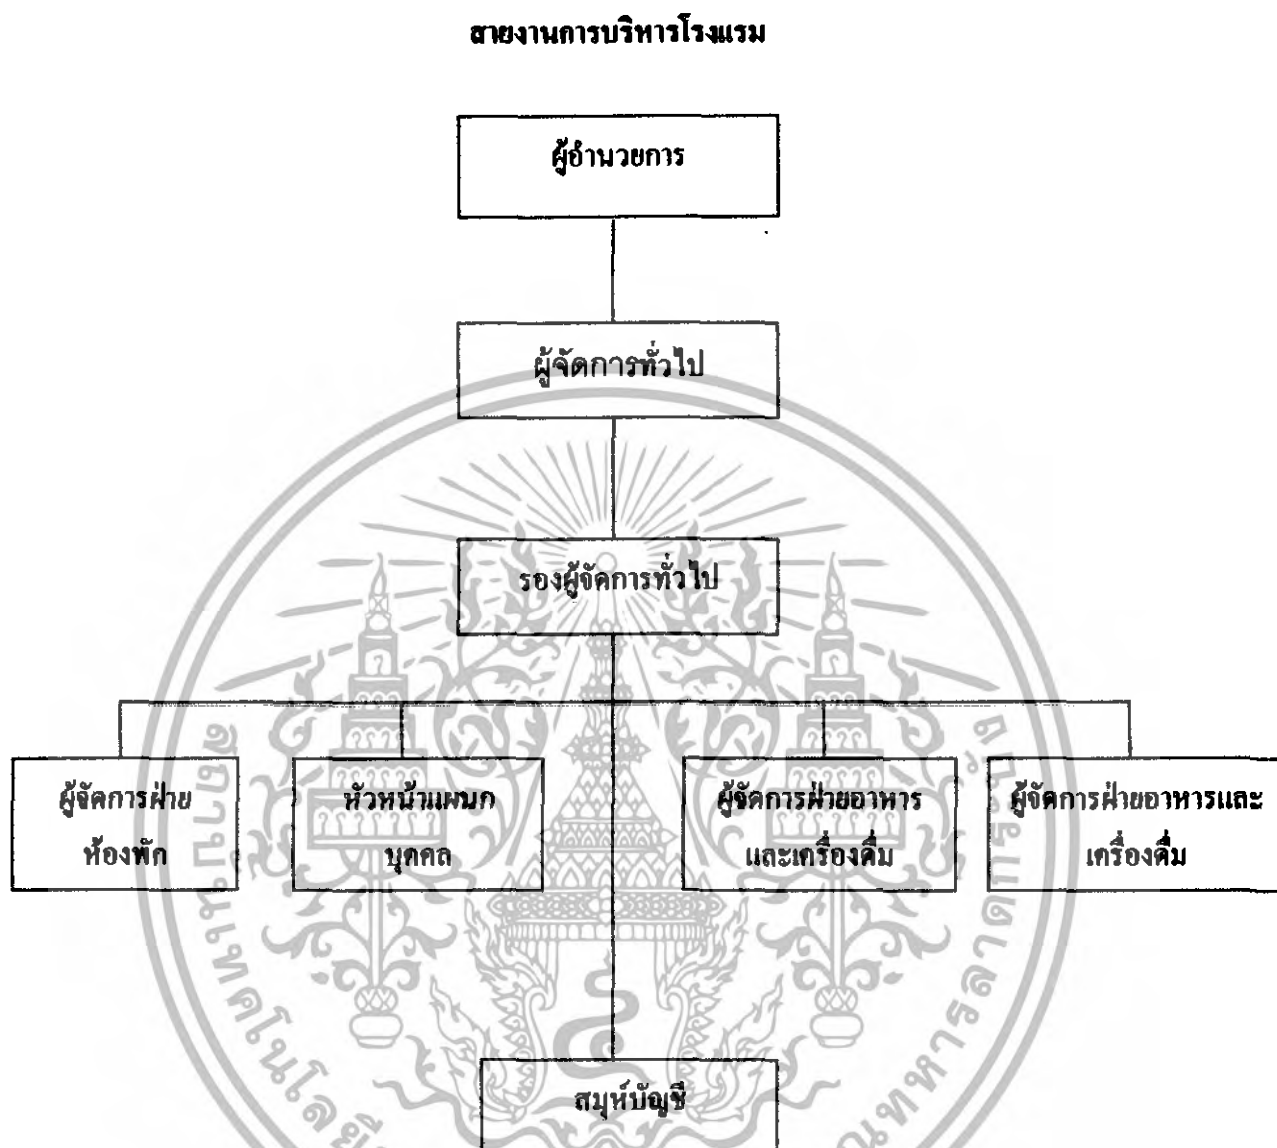 สายงานการบริหารโรงแรม
ผู้อำนวยการ
ผู้จัดการทั่วไป
รองผู้จัดการทั่วไป
ผู้จัดการฝ่าย
ห้องพัก
หัวหน้าแผนก
บุคคล
ผู้จัดการฝ่ายอาหาร
และเครื่องดื่ม
ผู้จัดการฝ่ายอาหารและ
เครื่องดื่ม
สมุห์บัญชี